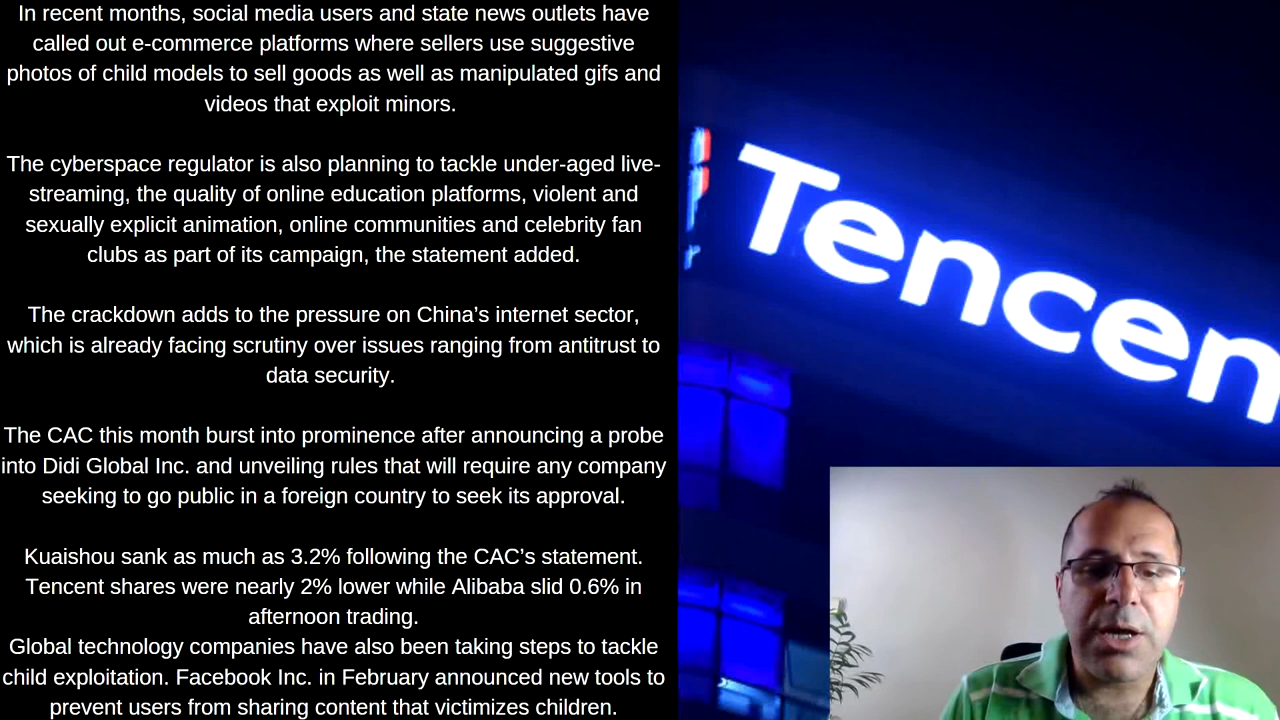 In recent months, social media users and state news outlets have
called out e-commerce platforms where sellers use suggestive
photos of child models to sell goods as well as manipulated gifs and
videos that exploit minors.
The cyberspace regulator is also planning to tackle under-aged live-
streaming, the quality of online education platforms, violent and
sexually explicit animation, online communities and celebrity fan
clubs as part of its campaign, the statement added.
The crackdown adds to the pressure on China’s internet sector,
which is already facing scrutiny over issues ranging from antitrust to
data security.
The CAC this month burst into prominence after announcing a probe
into Didi Global Inc. and unveiling rules that will require any company
seeking to go public in a foreign country to seek its approval.
Kuaishou sank as much as 3.2% following the CAC’s statement.
Tencent shares were nearly 2% lower while Alibaba slid 0.6% in
afternoon trading.
Global technology companies have also been taking steps to tackle
child exploitation. Facebook Inc. in February announced new tools to
prevent users from sharing content that victimizes children.
Tencen